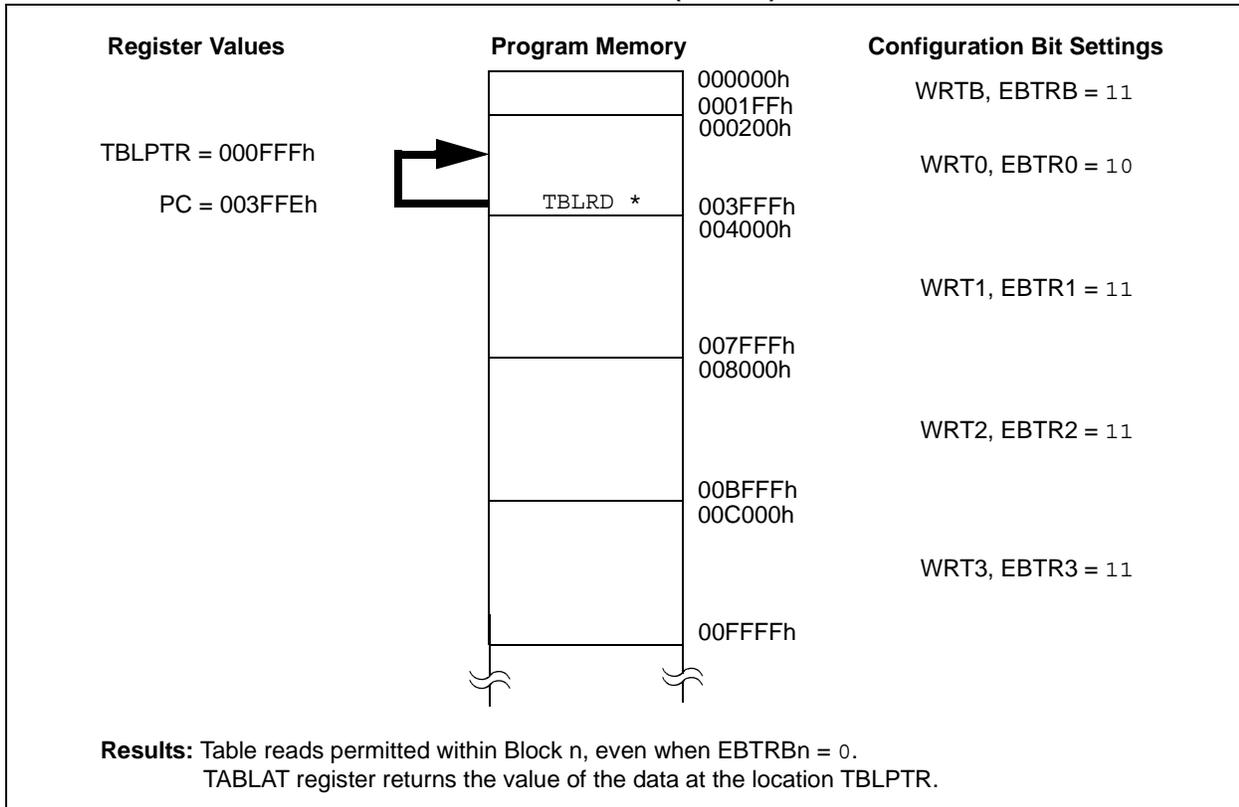 Register Values Program Memory Configuration Bit Settings
000000h
WRTB, EBTRB = 11
0001FFh
000200h
TBLPTR = 000FFFh
WRT0, EBTR0 = 10
PC = 003FFEh
TBLRD *
003FFFh
004000h
WRT1, EBTR1 = 11
007FFFh
008000h
WRT2, EBTR2 = 11
00BFFFh
00C000h
WRT3, EBTR3 = 11
00FFFFh
Results: Table reads permitted within Block n, even when EBTRBn = 0.
TABLAT register returns the value of the data at the location TBLPTR.